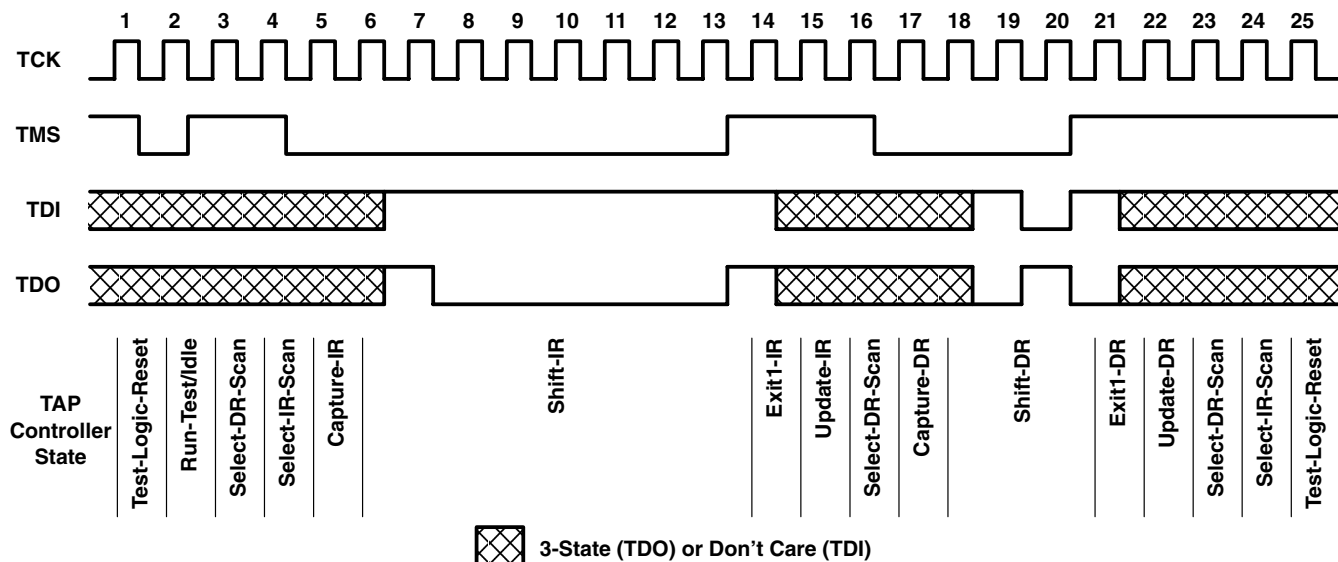 1 2 3 4 5 6 7 8 9 10 11 12 13 14 15 16 17 18 19 20 21 22 23 24 25
TCK
TMS
TDI
TDO
TAP
Controller
State
Test-Logic-Reset
Run-Test/Idle
Select-DR-Scan
Select-IR-Scan
Capture-IR
Shift-IR
Exit1-IR
Update-IR
Select-DR-Scan
Capture-DR
Shift-DR
Exit1-DR
Update-DR
Select-DR-Scan
Select-IR-Scan
Test-Logic-Reset
3-State (TDO) or Don't Care (TDI)